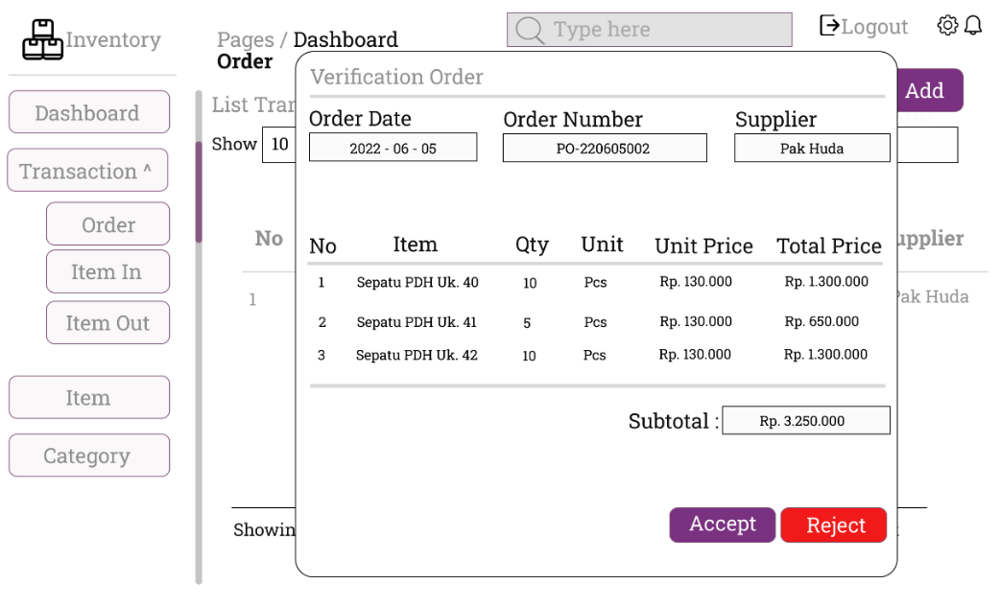 Inventory
Pages / Dashboard
Type here
Logout
Order
Verification Order
Add
Dashboard
List Tran
Order Date
Order Number
Supplier
Show 10
2022 - 06 - 05
PO-220605002
Pak Huda
Transaction ^
Order
Item In
Item Out
Item
Category
No
upplier
No Item Qty Unit Unit Price Total Price
1 Sepatu PDH Uk. 40 10 Pcs Rp. 130.000 Rp. 1.300.000
1
Pak Huda
2 Sepatu PDH Uk. 41 5 Pcs Rp. 130.000 Rp. 650.000
3 Sepatu PDH Uk. 42 10 Pcs Rp. 130.000 Rp. 1.300.000
Subtotal : Rp. 3.250.000
Showin
Accept
Reject